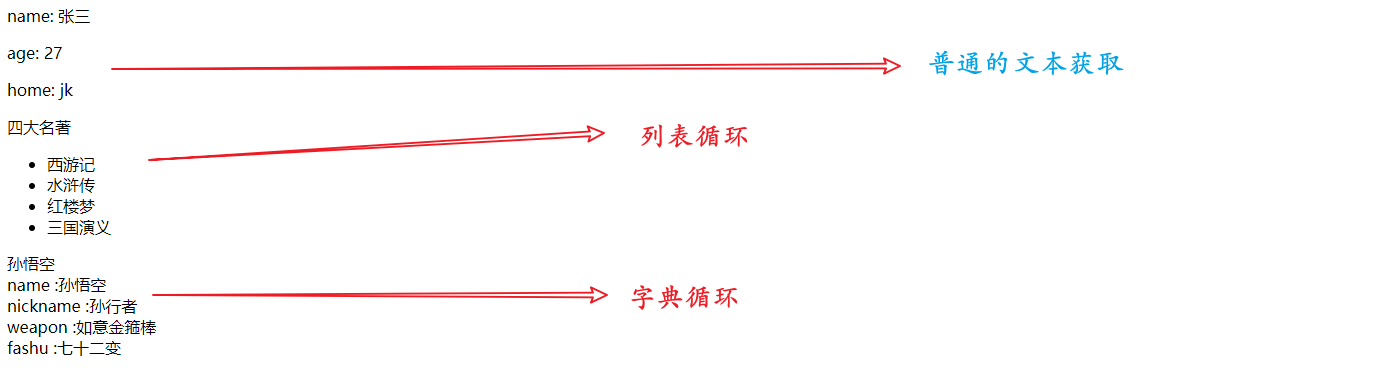 name: 张三
age: 27
普通的文本获取
home: jk
四大名著
列表循环
西游记
水浒传
红楼梦
三国演义
孙悟空
name :孙悟空
字典循环
nickname :孙行者
weapon :如意金箍棒
fashu :七十二变